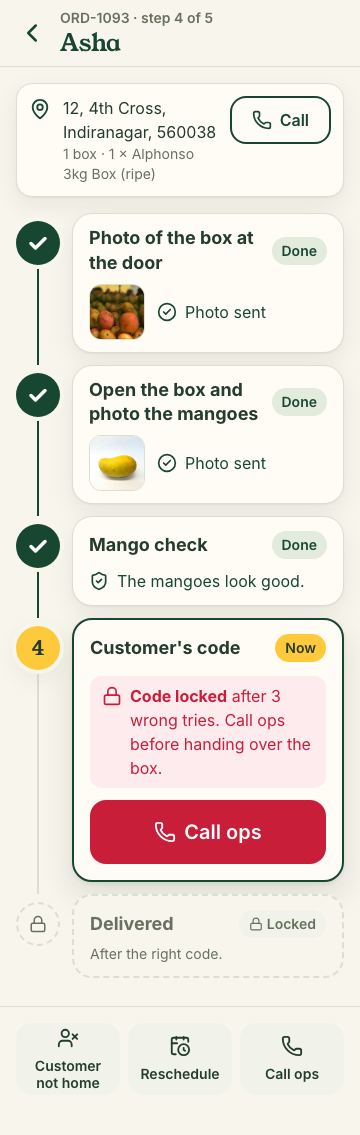 ORD-1093 · step 4 of 5
Asha
12, 4th Cross,
Indiranagar, 560038
1 box · 1 × Alphonso
3kg Box (ripe)
Call
Photo of the box at
the door
Done
Photo sent
Open the box and
photo the mangoes
Done
Photo sent
Mango check
Done
The mangoes look good.
4
Customer's code
Now
Code locked after 3
wrong tries. Call ops
before handing over the
box.
Call ops
Delivered
Locked
After the right code.
Customer
not home
Reschedule
Call ops